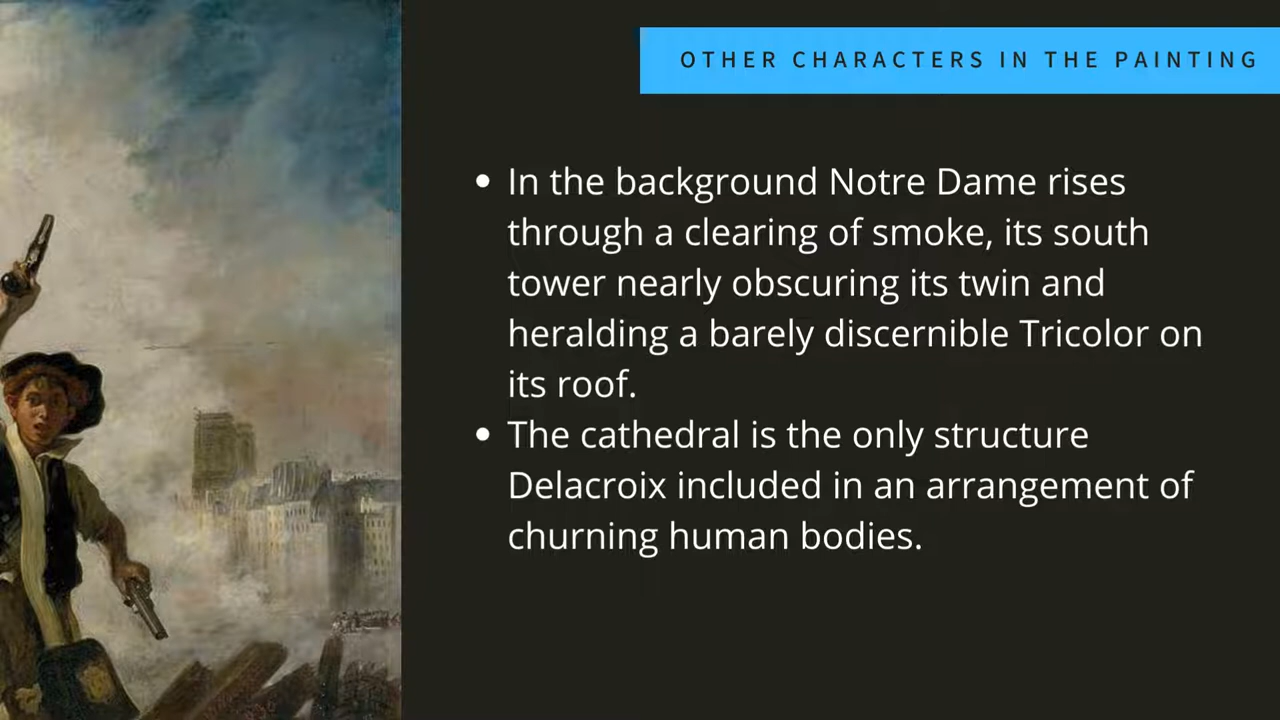 OTHER CHARACTERS IN THE PAINTING
• In the background Notre Dame rises
through a clearing of smoke, its south
tower nearly obscuring its twin and
heralding a barely discernible Tricolor on
its roof.
• The cathedral is the only structure
Delacroix included in an arrangement of
churning human bodies.